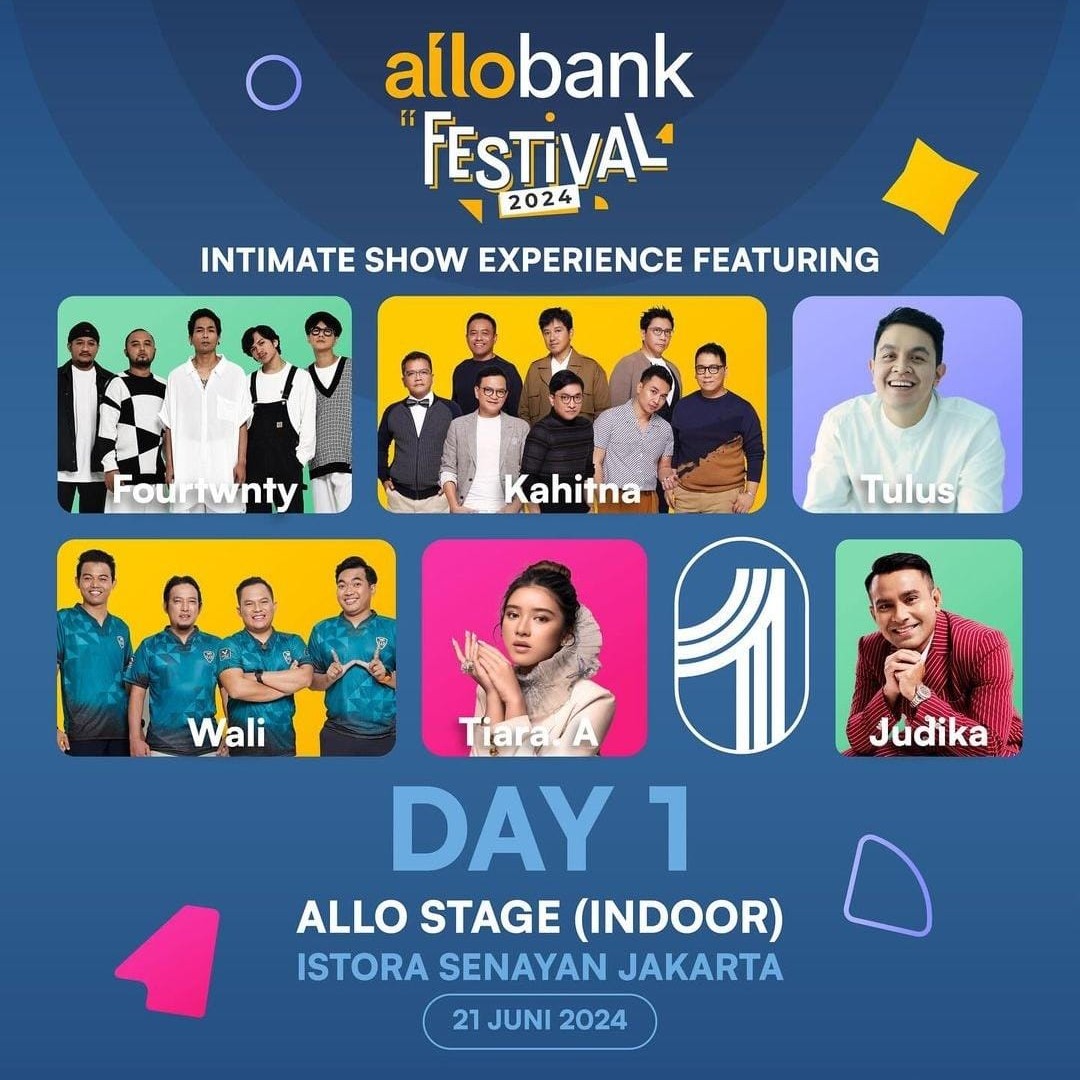 allobank
FESTIVAL
2024
INTIMATE SHOW EXPERIENCE FEATURING
Fourtwnty
Kahitna
Tulus
Wali
Tiara. A
1
Judika
DAY 1
ALLO STAGE (INDOOR)
ISTORA SENAYAN JAKARTA
21 JUNI 2024